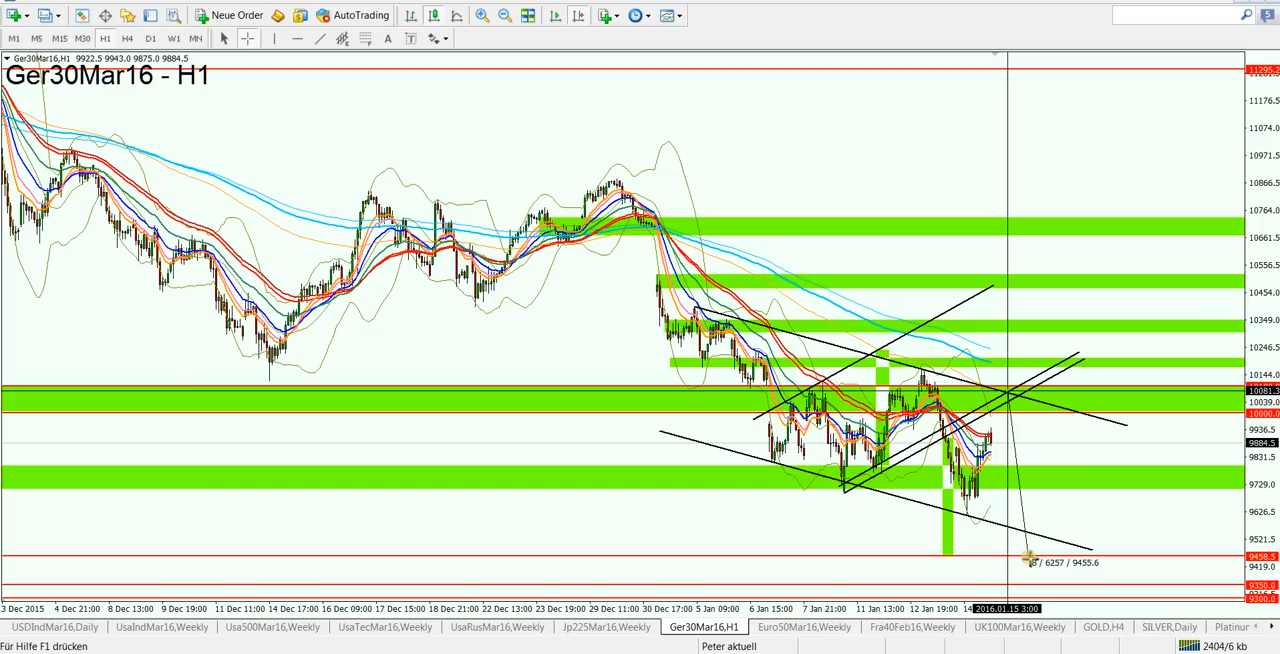 Neue Order
AutoTrading
5
M1 M5 M15 M30 H1 H4 D1 W1 MN
A
T
Ger30Mar16,H1 9922.5 9943.0 9875.0 9884.5
Ger30Mar16 - H1
11295.2
11176.5
11074.0
10971.5
10866.5
10764.0
10661.5
10556.5
10454.0
10349.0
10246.5
10144.0
10081.3
10039.0
10000.0
9936.5
9884.5
9831.5
9729.0
9626.5
9521.5
9458.5
9419.0
9350.0
9300.0
/ 6257 / 9455.6
3 Dec 2015 4 Dec 21:00 8 Dec 13:00 9 Dec 19:00 11 Dec 11:00 14 Dec 17:00 16 Dec 09:00 17 Dec 15:00 18 Dec 21:00 22 Dec 13:00 23 Dec 29 Dec 11:00 30 Dec 17:00 5 Jan 09:00 6 Jan 15:00 7 Jan 21:00 11 Jan 13:00 12 Jan 19:00 14 2016.01.15 3:00
USDIndMar16,Daily UsaIndMar16,Weekly Usa500Mar16,Weekly UsaTecMar16,Weekly UsaRusMar16,Weekly Jp225Mar16,Weekly Ger30Mar16,H1 Euro50Mar16,Weekly Fra40Feb16,Weekly UK100Mar16,Weekly GOLD,H4 SILVER,Daily Platinur
Für Hilfe F1 drücken Peter aktuell 2404/6 kb